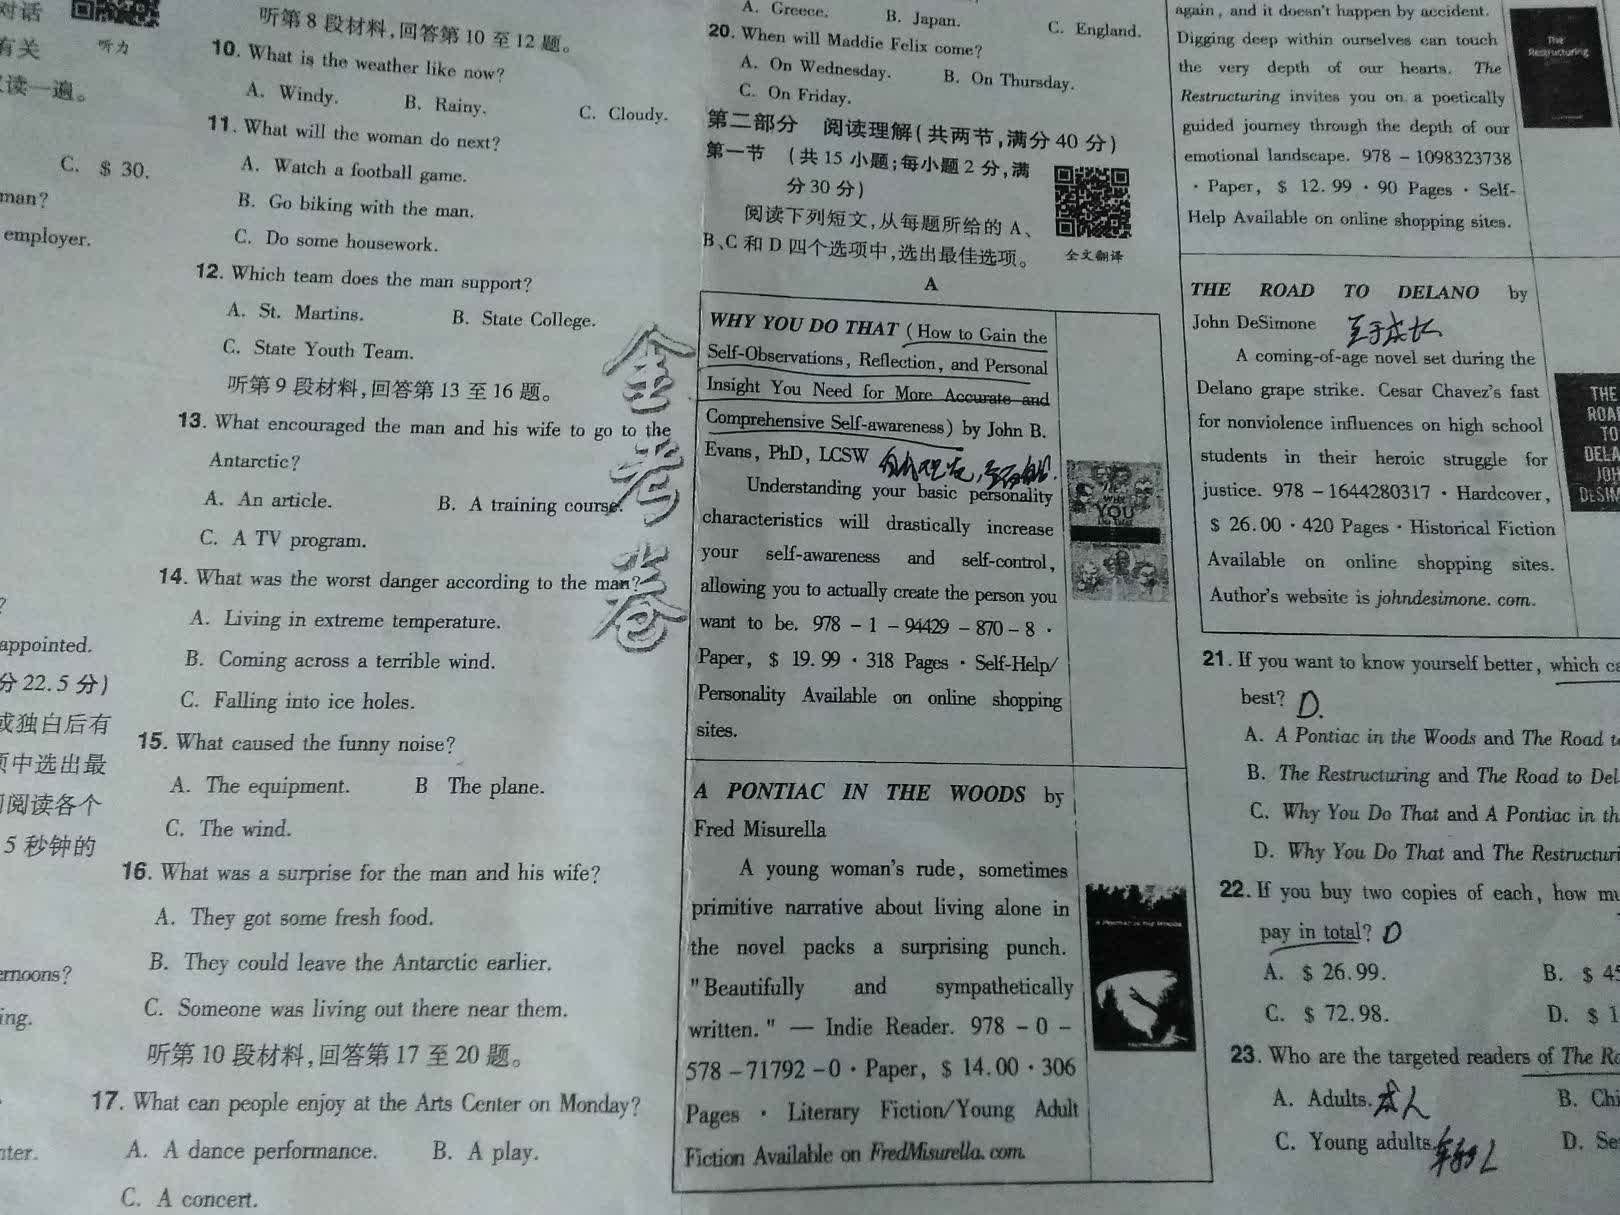 对话
有关
听力
读一遍。
C. $ 30.
man?
employer.
?
appointed.
分 22.5 分)
或独白后有
中选出最
阅读各个
5 秒钟的
ernoons?
ing.
nter.
听第 8 段材料,回答第 10 至 12 题。
10. What is the weather like now?
A. Windy. B. Rainy. C. Cloudy.
11. What will the woman do next?
A. Watch a football game.
B. Go biking with the man.
C. Do some housework.
12. Which team does the man support?
A. St. Martins. B. State College.
C. State Youth Team.
听第 9 段材料,回答第 13 至 16 题。
13. What encouraged the man and his wife to go to the
Antarctic?
A. An article. B. A training course.
C. A TV program.
14. What was the worst danger according to the man?
A. Living in extreme temperature.
B. Coming across a terrible wind.
C. Falling into ice holes.
15. What caused the funny noise?
A. The equipment. B The plane.
C. The wind.
16. What was a surprise for the man and his wife?
A. They got some fresh food.
B. They could leave the Antarctic earlier.
C. Someone was living out there near them.
听第 10 段材料,回答第 17 至 20 题。
17. What can people enjoy at the Arts Center on Monday?
A. A dance performance. B. A play.
C. A concert.
金考卷
A. Greece. B. Japan. C. England.
20. When will Maddie Felix come?
A. On Wednesday. B. On Thursday.
C. On Friday.
第二部分 阅读理解(共两节,满分 40 分)
第一节 (共 15 小题;每小题 2 分,满
分 30 分)
阅读下列短文,从每题所给的 A、
B、C 和 D 四个选项中,选出最佳选项。
全文翻译
A
WHY YOU DO THAT (How to Gain the
Self-Observations, Reflection, and Personal
Insight You Need for More Accurate and
Comprehensive Self-awareness) by John B.
Evans, PhD, LCSW
Understanding your basic personality
characteristics will drastically increase
your self-awareness and self-control,
allowing you to actually create the person you
want to be. 978 - 1 - 94429 - 870 - 8 ·
Paper, $ 19.99 · 318 Pages · Self-Help/
Personality Available on online shopping
sites.
WHY
YOU
A PONTIAC IN THE WOODS by
Fred Misurella
A young woman's rude, sometimes
primitive narrative about living alone in
the novel packs a surprising punch.
"Beautifully and sympathetically
written." — Indie Reader. 978 - 0 -
578 - 71792 - 0 · Paper, $ 14.00 · 306
Pages · Literary Fiction/Young Adult
Fiction Available on FredMisurella.com.
again, and it doesn't happen by accident.
Digging deep within ourselves can touch
the very depth of our hearts. The
Restructuring invites you on a poetically
guided journey through the depth of our
emotional landscape. 978 - 1098323738
· Paper, $ 12.99 · 90 Pages · Self-
Help Available on online shopping sites.
The
Restructuring
THE ROAD TO DELANO by
John DeSimone
A coming-of-age novel set during the
Delano grape strike. Cesar Chavez's fast
for nonviolence influences on high school
students in their heroic struggle for
justice. 978 - 1644280317 · Hardcover,
$ 26.00 · 420 Pages · Historical Fiction
Available on online shopping sites.
Author's website is johndesimone.com.
THE
ROA
TO
DELA
JOH
DESIM
21. If you want to know yourself better, which ca
best? D.
A. A Pontiac in the Woods and The Road t
B. The Restructuring and The Road to Del
C. Why You Do That and A Pontiac in th
D. Why You Do That and The Restructuri
22. If you buy two copies of each, how mu
pay in total? D
A. $ 26.99. B. $ 45
C. $ 72.98. D. $ 1
23. Who are the targeted readers of The Ro
A. Adults. B. Chi
C. Young adults. D. Se